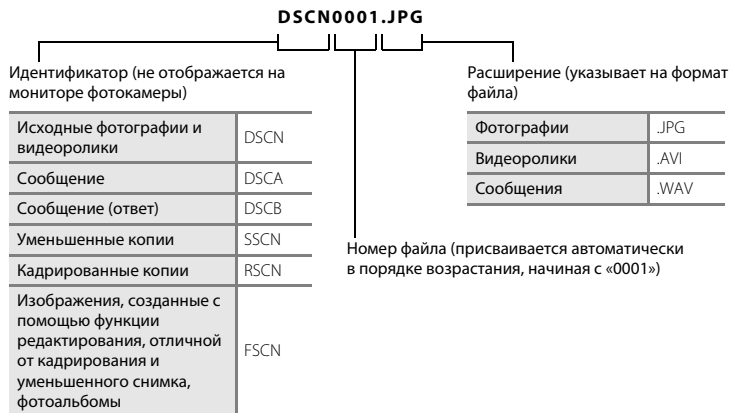 DSCN0001.JPG
Идентификатор (не отображается на
мониторе фотокамеры)
Исходные фотографии и
видеоролики
DSCN
Сообщение
DSCA
Сообщение (ответ)
DSCB
Уменьшенные копии
SSCN
Кадрированные копии
RSCN
Изображения, созданные с
помощью функции
редактирования, отличной
от кадрирования и
уменьшенного снимка,
фотоальбомы
FSCN
Номер файла (присваивается автоматически
в порядке возрастания, начиная с «0001»)
Расширение (указывает на формат
файла)
Фотографии
.JPG
Видеоролики
.AVI
Сообщения
.WAV